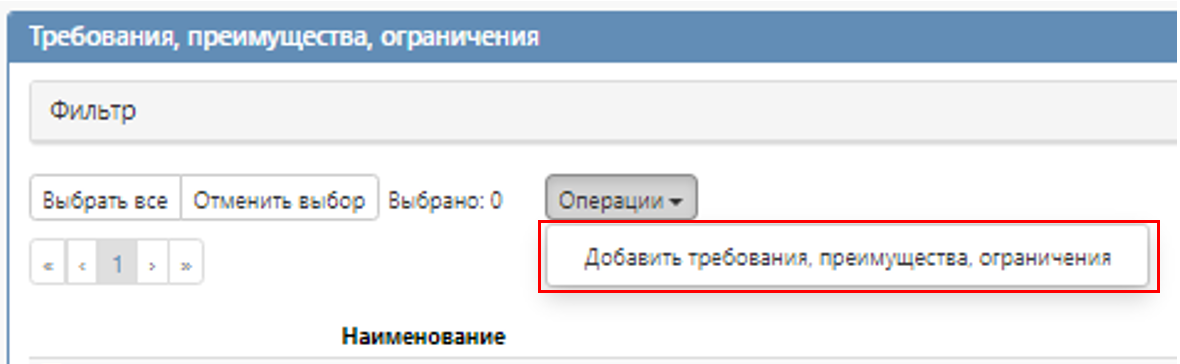 Требования, преимущества, ограничения
Фильтр
Выбрать все Отменить выбор Выбрано: 0 Операции
Добавить требования, преимущества, ограничения
« ‹ 1 › »
Наименование